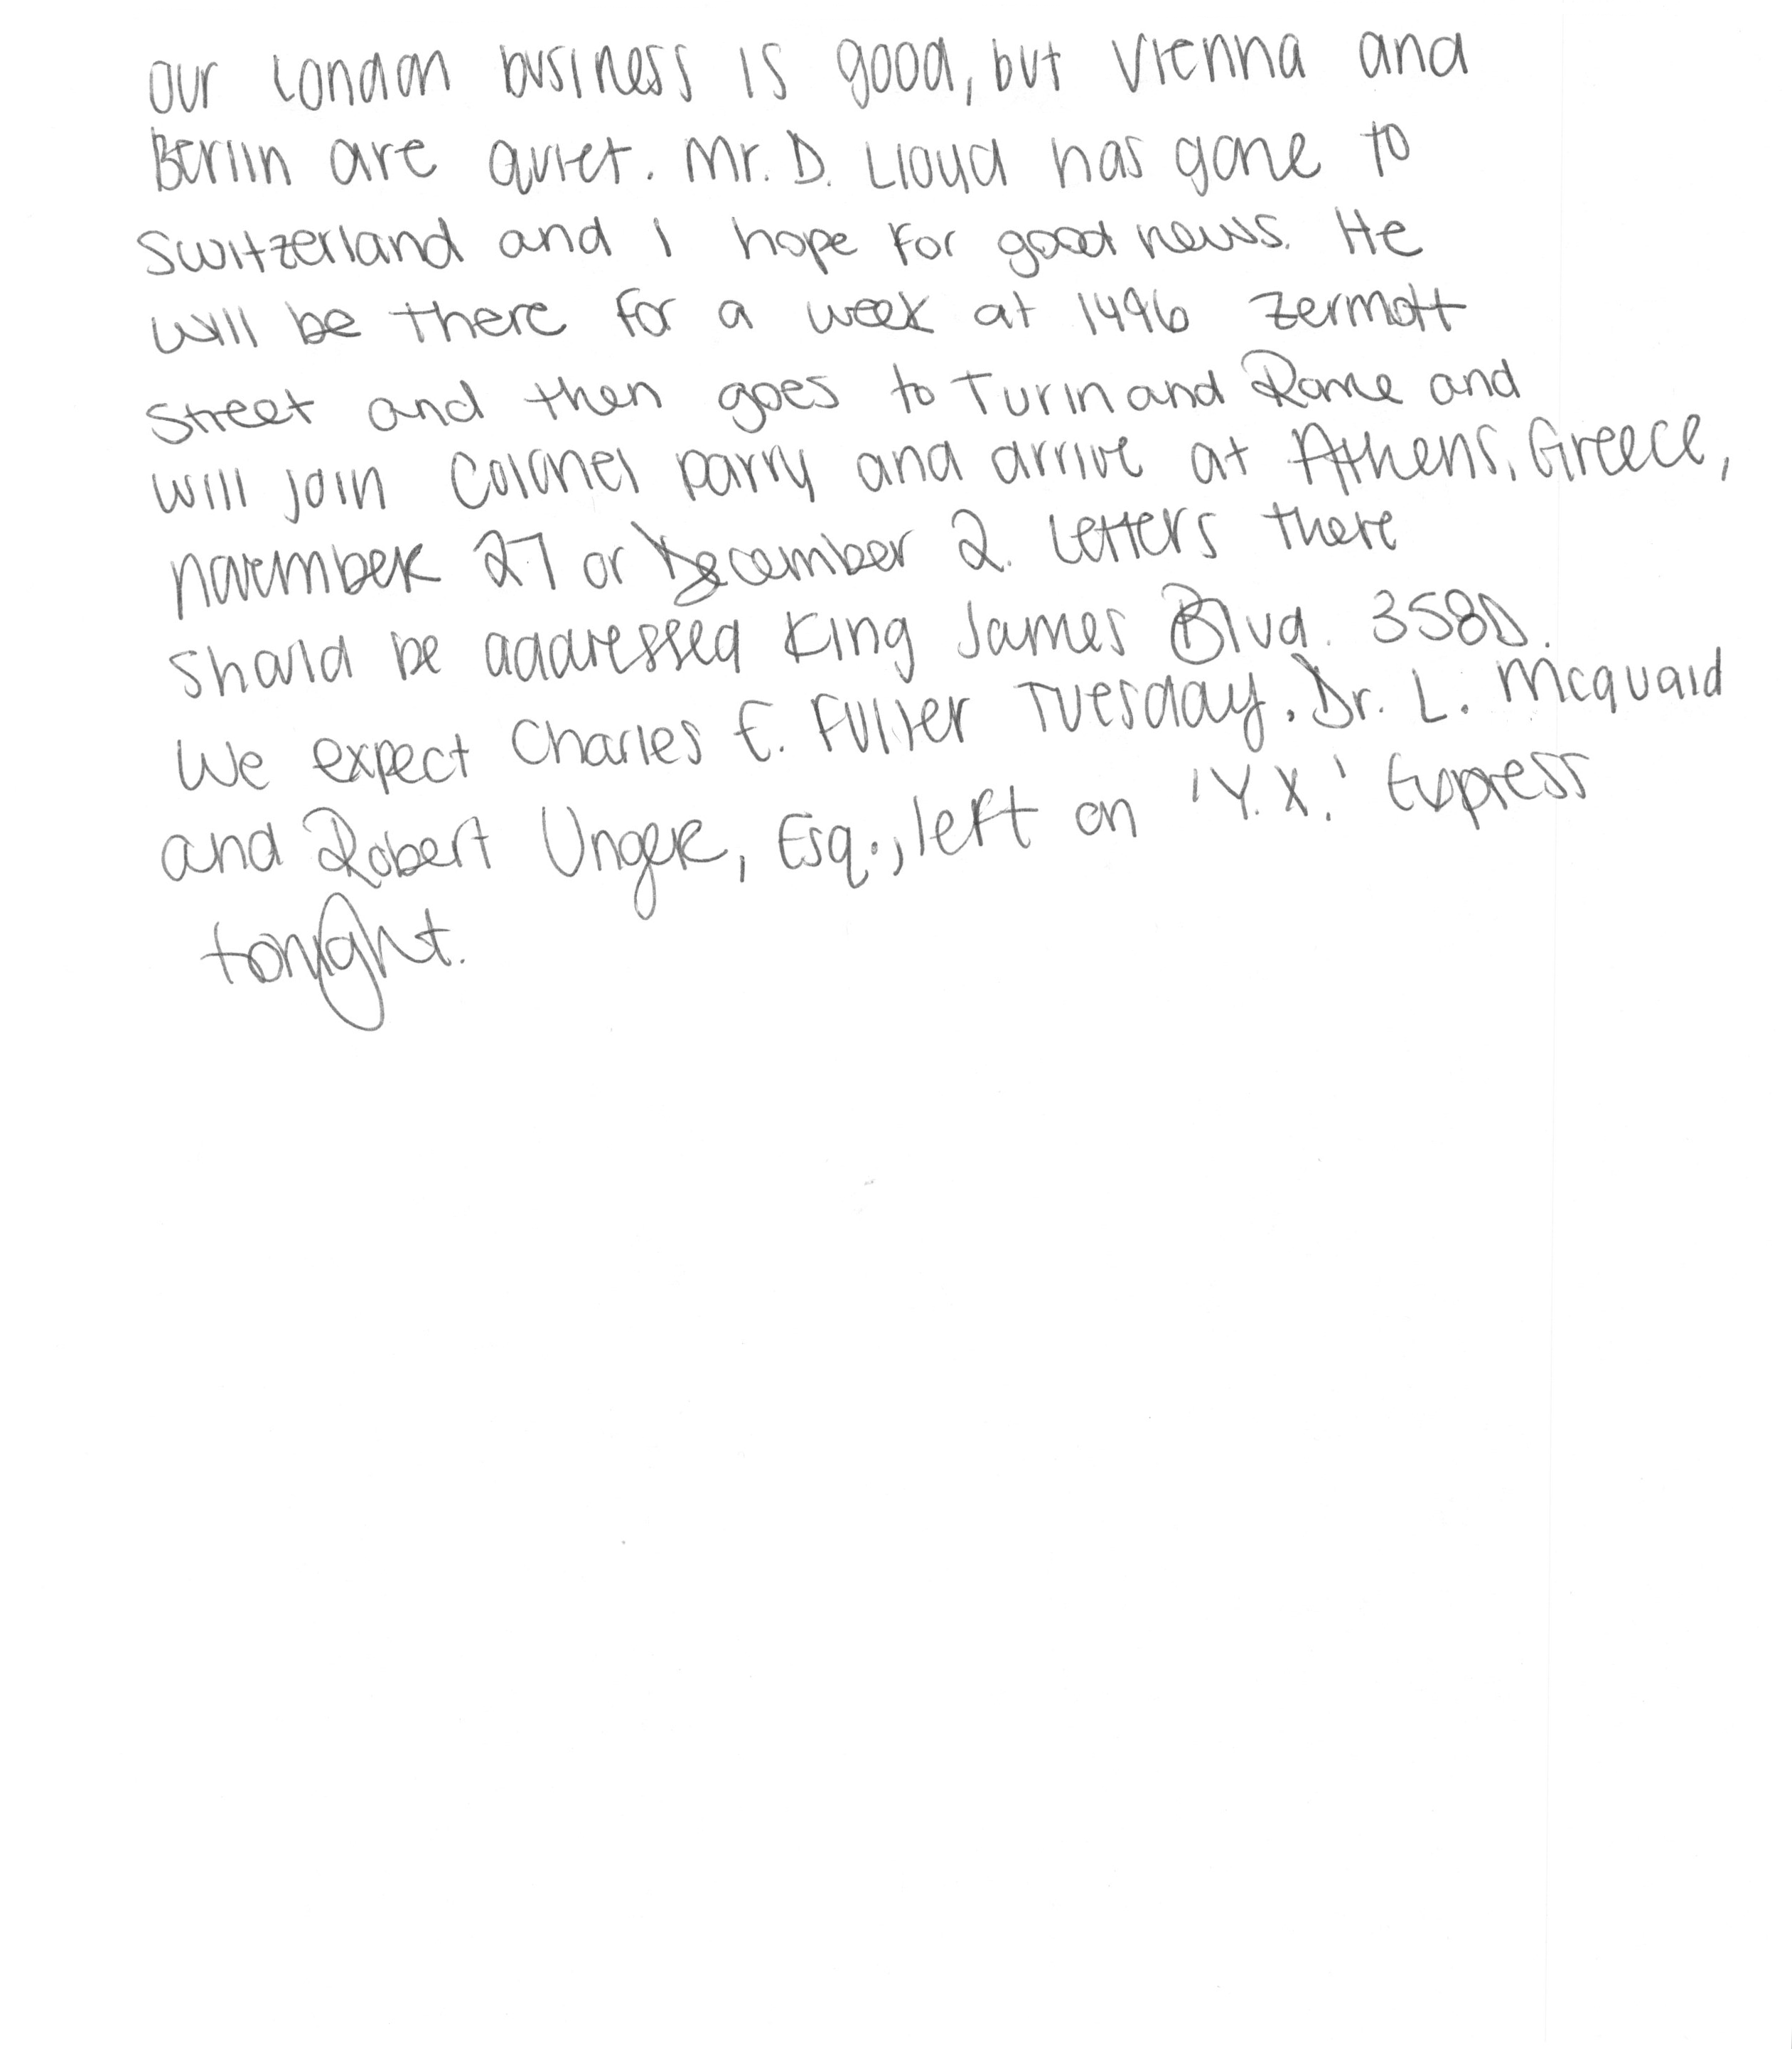 our London business is good, but Vienna and
Berlin are quiet. Mr. D. Lloyd has gone to
Switzerland and I hope for good news. He
will be there for a week at 1496 Zermott
Street and then goes to Turin and Rome and
will join Colonel Parry and arrive at Athens, Greece,
November 27 or December 2. Letters there
should be addressed King James Blvd. 3580.
We expect Charles E. Fuller Tuesday. Dr. L. McQuaid
and Robert Unger, Esq., left on 'Y.X.' Express
tonight.